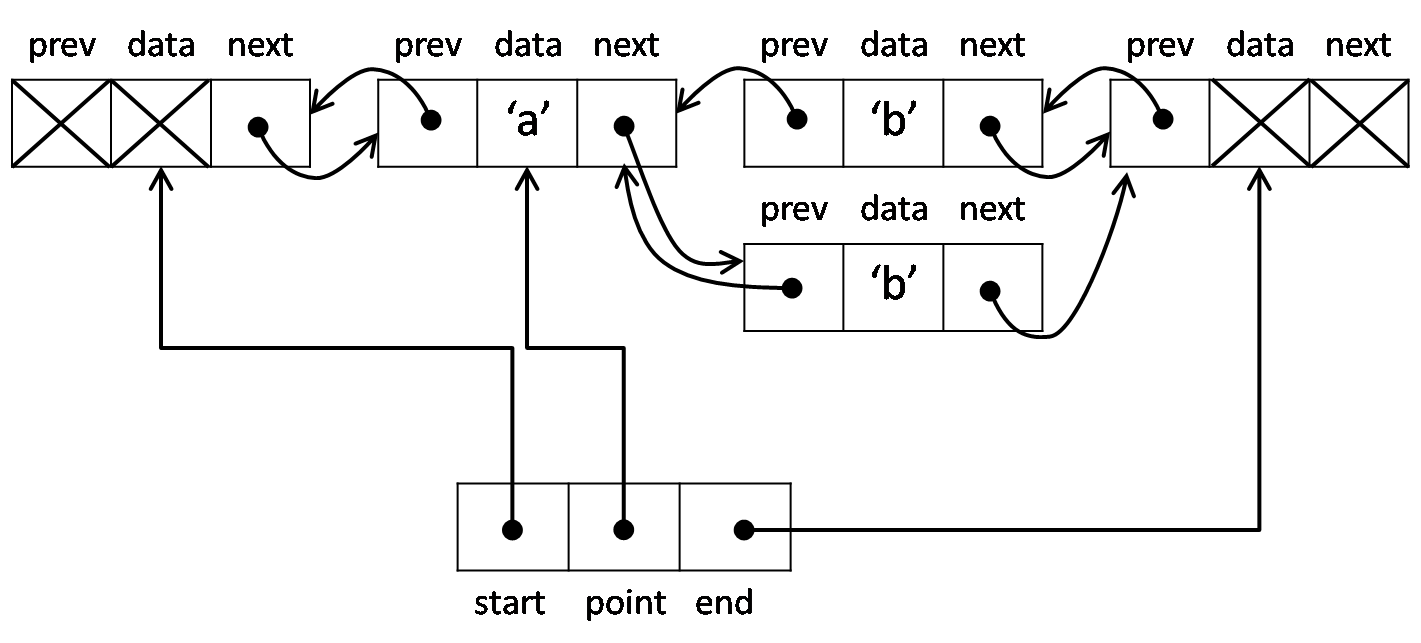 prev data next prev data next prev data next prev data next
‘a’ ‘b’
prev data next
‘b’
start point end